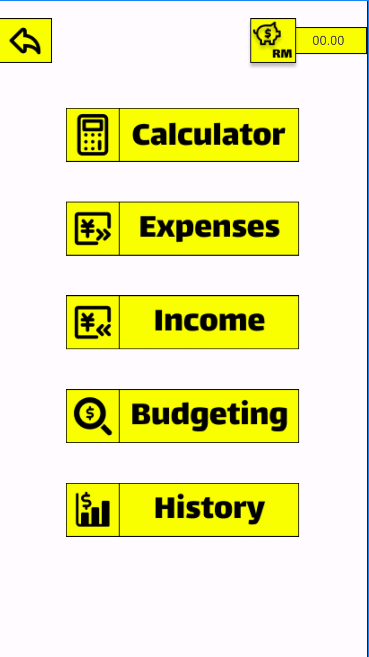 RM
00.00
Calculator
Expenses
Income
Budgeting
History